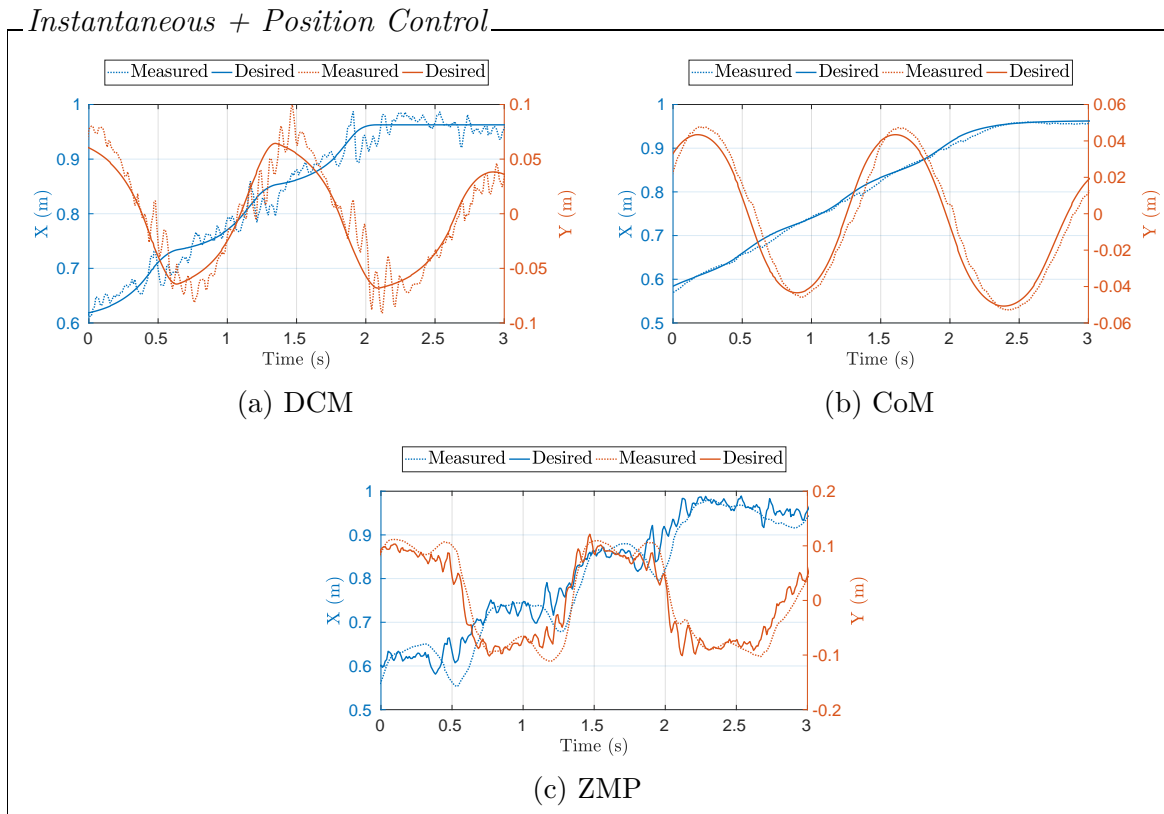 Instantaneous + Position Control
Measured Desired Measured Desired
1
0.9
0.8
0.7
0.6
X (m)
0.1
0.05
0
-0.05
-0.1
Y (m)
0 0.5 1 1.5 2 2.5 3
Time (s)
(a) DCM
Measured Desired Measured Desired
1
0.9
0.8
0.7
0.6
0.5
X (m)
0.06
0.04
0.02
0
-0.02
-0.04
-0.06
Y (m)
0 0.5 1 1.5 2 2.5 3
Time (s)
(b) CoM
Measured Desired Measured Desired
1
0.9
0.8
0.7
0.6
0.5
X (m)
0.2
0.1
0
-0.1
-0.2
Y (m)
0 0.5 1 1.5 2 2.5 3
Time (s)
(c) ZMP